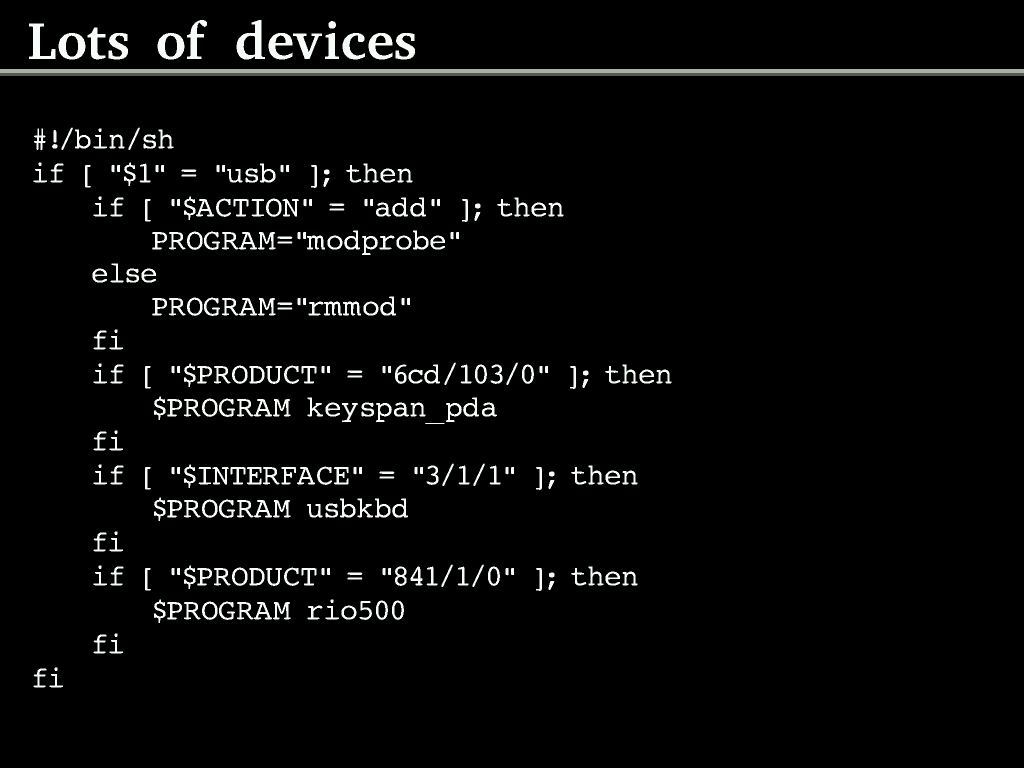 Lots of devices
#!/bin/sh
if [ "$1" = "usb" ]; then
    if [ "$ACTION" = "add" ]; then
        PROGRAM="modprobe"
    else
        PROGRAM="rmmod"
    fi
    if [ "$PRODUCT" = "6cd/103/0" ]; then
        $PROGRAM keyspan_pda
    fi
    if [ "$INTERFACE" = "3/1/1" ]; then
        $PROGRAM usbkbd
    fi
    if [ "$PRODUCT" = "841/1/0" ]; then
        $PROGRAM rio500
    fi
fi